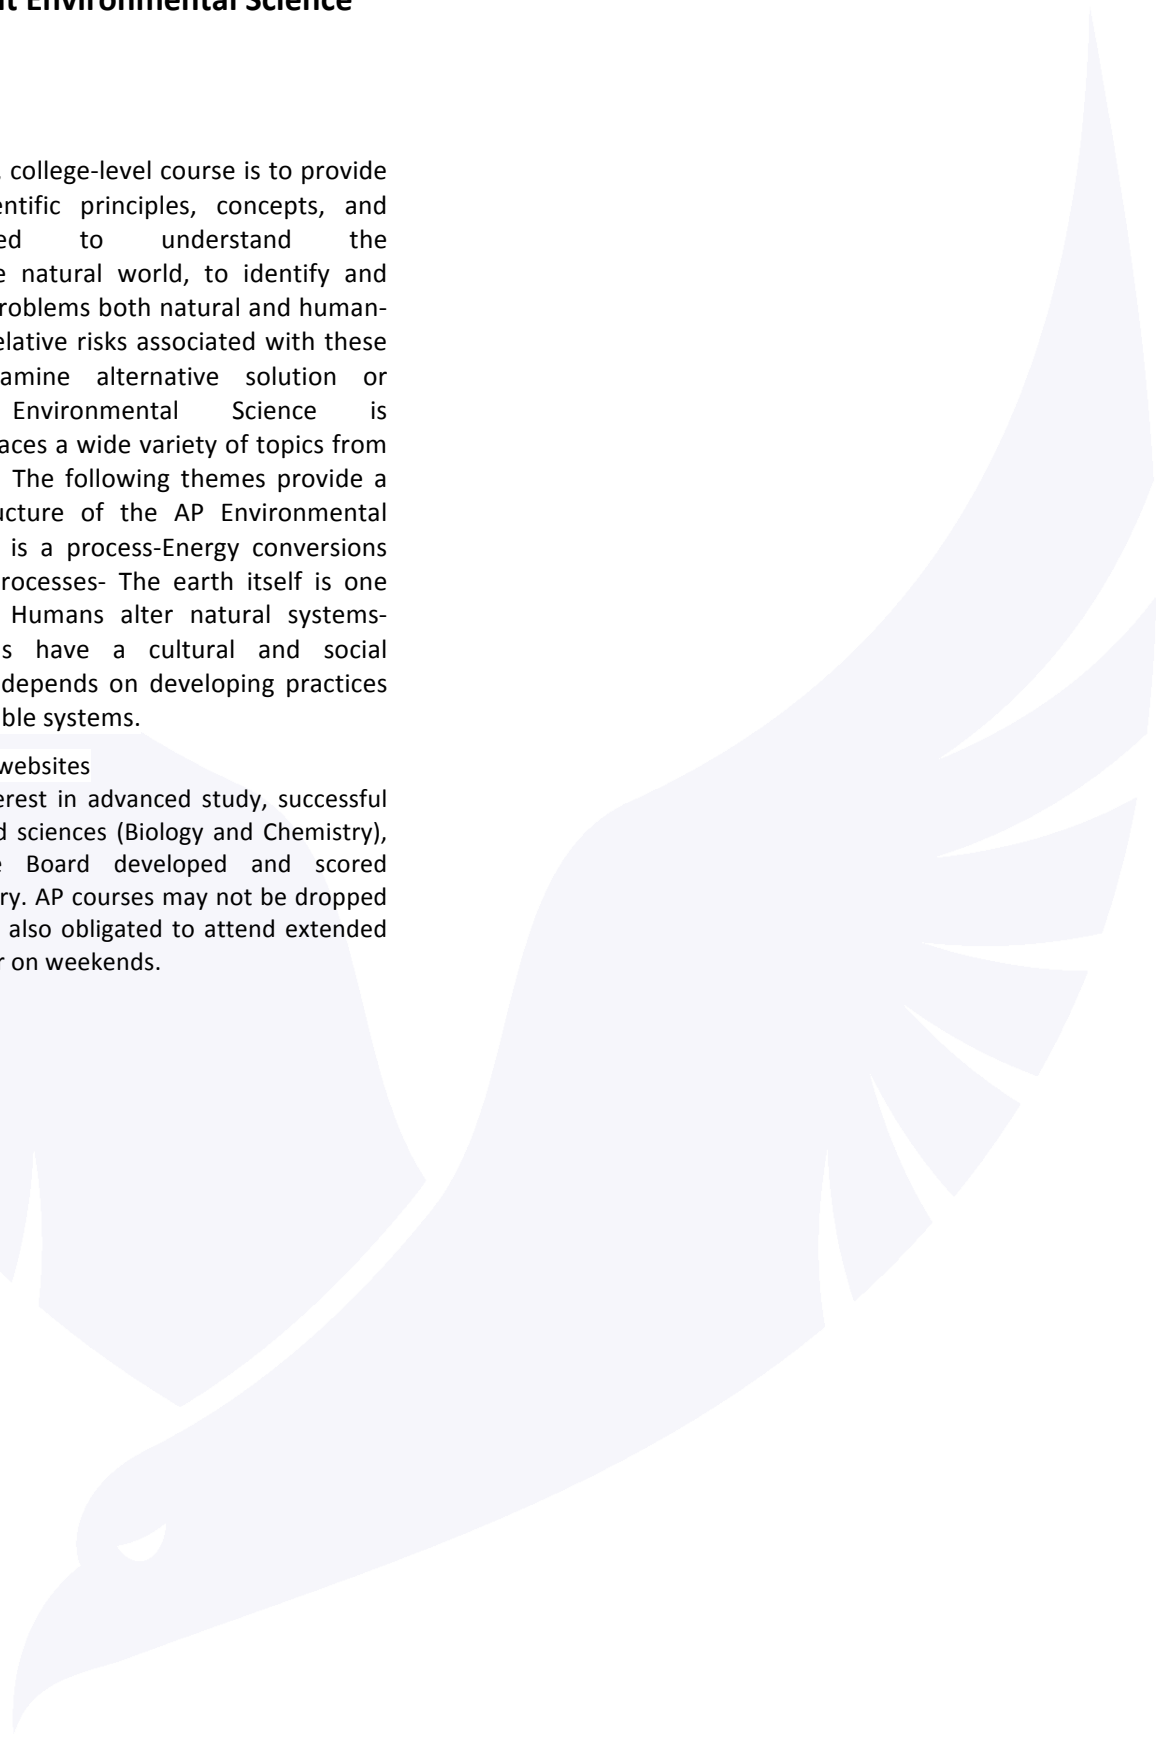 t Environmental Science
, college-level course is to provide
entific principles, concepts, and
ed to understand the
e natural world, to identify and
roblems both natural and human-
elative risks associated with these
amine alternative solution or
Environmental Science is
aces a wide variety of topics from
The following themes provide a
ucture of the AP Environmental
is a process-Energy conversions
rocesses- The earth itself is one
Humans alter natural systems-
s have a cultural and social
depends on developing practices
ble systems.
websites
erest in advanced study, successful
d sciences (Biology and Chemistry),
e Board developed and scored
ry. AP courses may not be dropped
also obligated to attend extended
r on weekends.